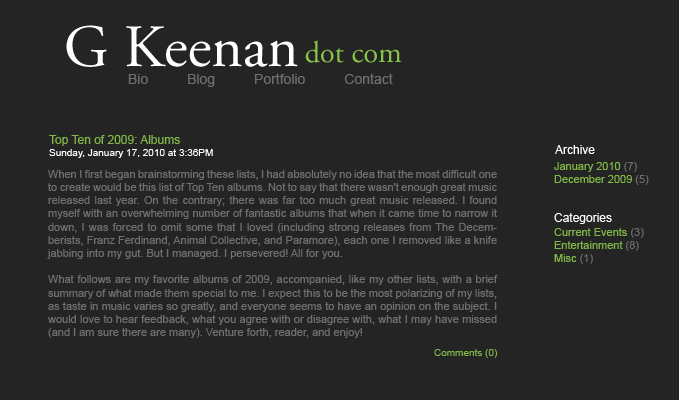 G Keenan dot com
Bio Blog Portfolio Contact
Top Ten of 2009: Albums
Sunday, January 17, 2010 at 3:36PM
When I first began brainstorming these lists, I had absolutely no idea that the most difficult one
to create would be this list of Top Ten albums. Not to say that there wasn't enough great music
released last year. On the contrary; there was far too much great music released. I found
myself with an overwhelming number of fantastic albums that when it came time to narrow it
down, I was forced to omit some that I loved (including strong releases from The Decem-
berists, Franz Ferdinand, Animal Collective, and Paramore), each one I removed like a knife
jabbing into my gut. But I managed. I persevered! All for you.
What follows are my favorite albums of 2009, accompanied, like my other lists, with a brief
summary of what made them special to me. I expect this to be the most polarizing of my lists,
as taste in music varies so greatly, and everyone seems to have an opinion on the subject. I
would love to hear feedback, what you agree with or disagree with, what I may have missed
(and I am sure there are many). Venture forth, reader, and enjoy!
Comments (0)
Archive
January 2010 (7)
December 2009 (5)
Categories
Current Events (3)
Entertainment (8)
Misc (1)